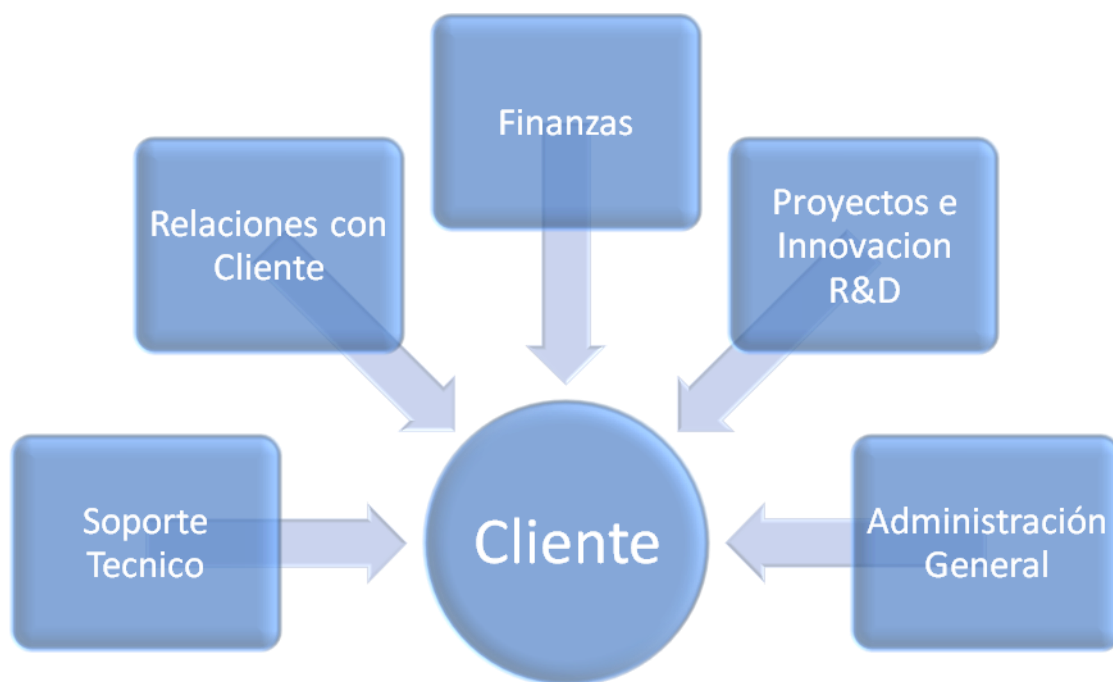 Finanzas
Relaciones con
Cliente
Proyectos e
Innovacion
R&D
Soporte
Tecnico
Cliente
Administración
General